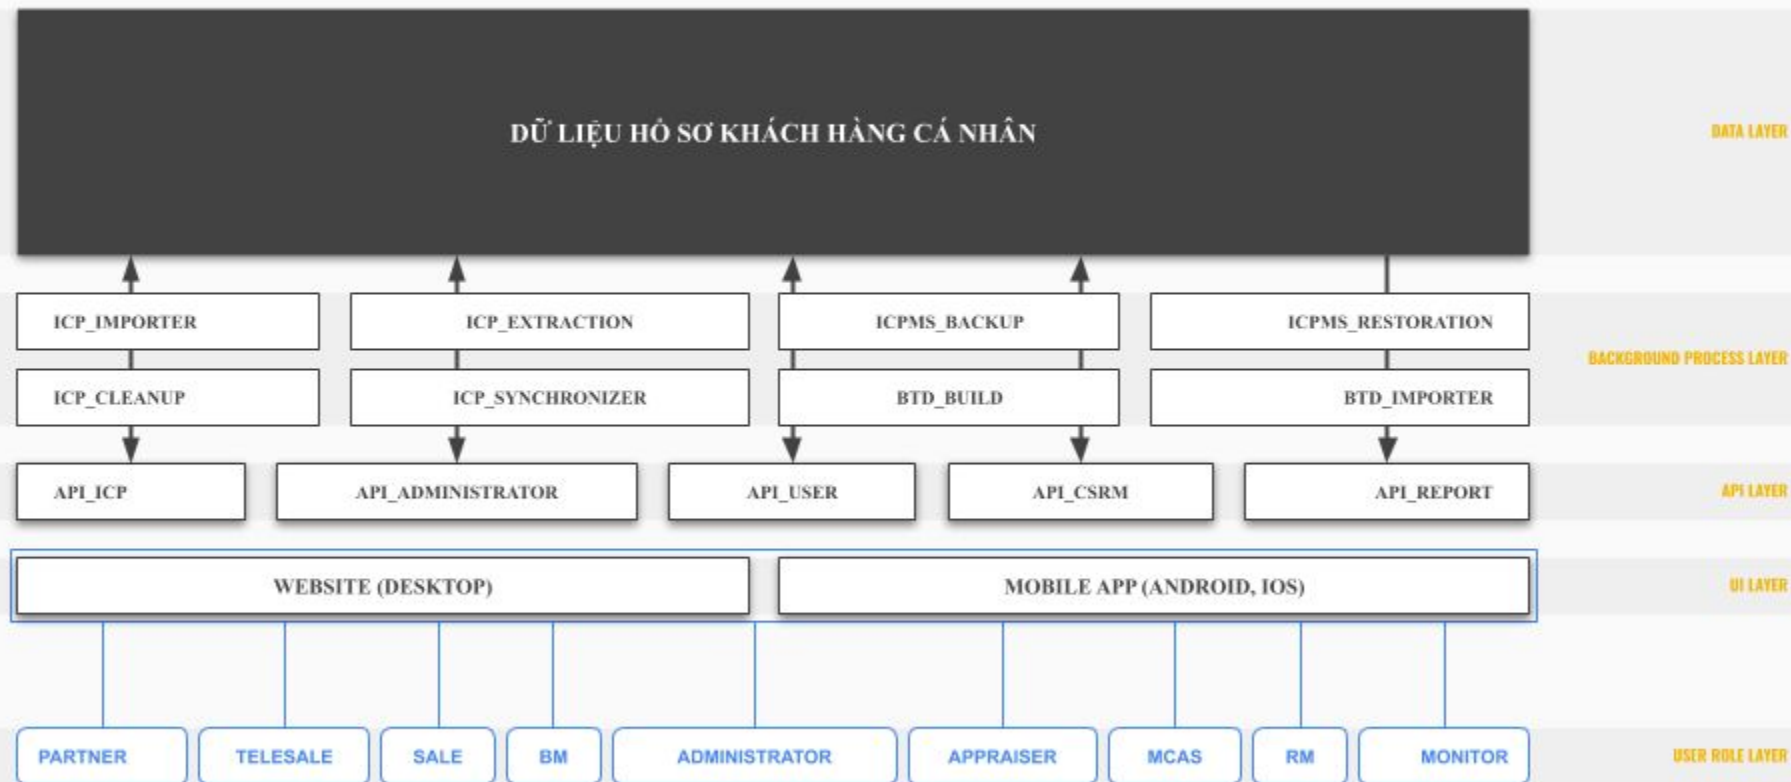 DỮ LIỆU HỒ SƠ KHÁCH HÀNG CÁ NHÂN
DATA LAYER
ICP_IMPORTER
ICP_EXTRACTION
ICPMS_BACKUP
ICPMS_RESTORATION
BACKGROUND PROCESS LAYER
ICP_CLEANUP
ICP_SYNCHRONIZER
BTD_BUILD
BTD_IMPORTER
API_ICP
API_ADMINISTRATOR
API_USER
API_CSRM
API_REPORT
API LAYER
WEBSITE (DESKTOP)
MOBILE APP (ANDROID, IOS)
UI LAYER
PARTNER
TELESALE
SALE
BM
ADMINISTRATOR
APPRAISER
MCAS
RM
MONITOR
USER ROLE LAYER